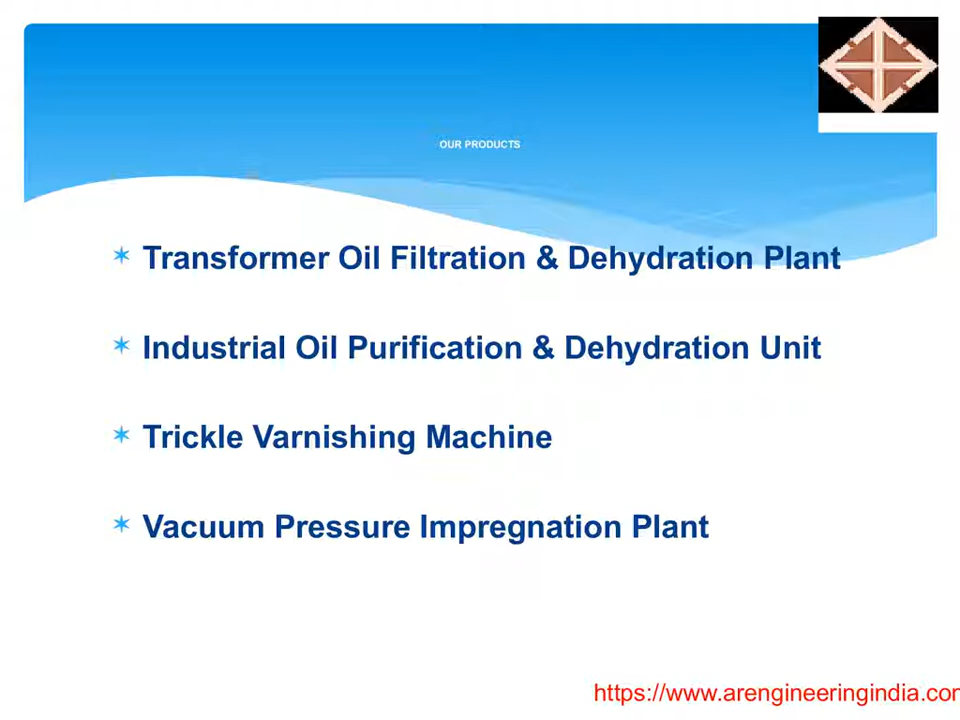 OUR PRODUCTS
Transformer Oil Filtration & Dehydration Plant
Industrial Oil Purification & Dehydration Unit
Trickle Varnishing Machine
Vacuum Pressure Impregnation Plant
https://www.arengineeringindia.com